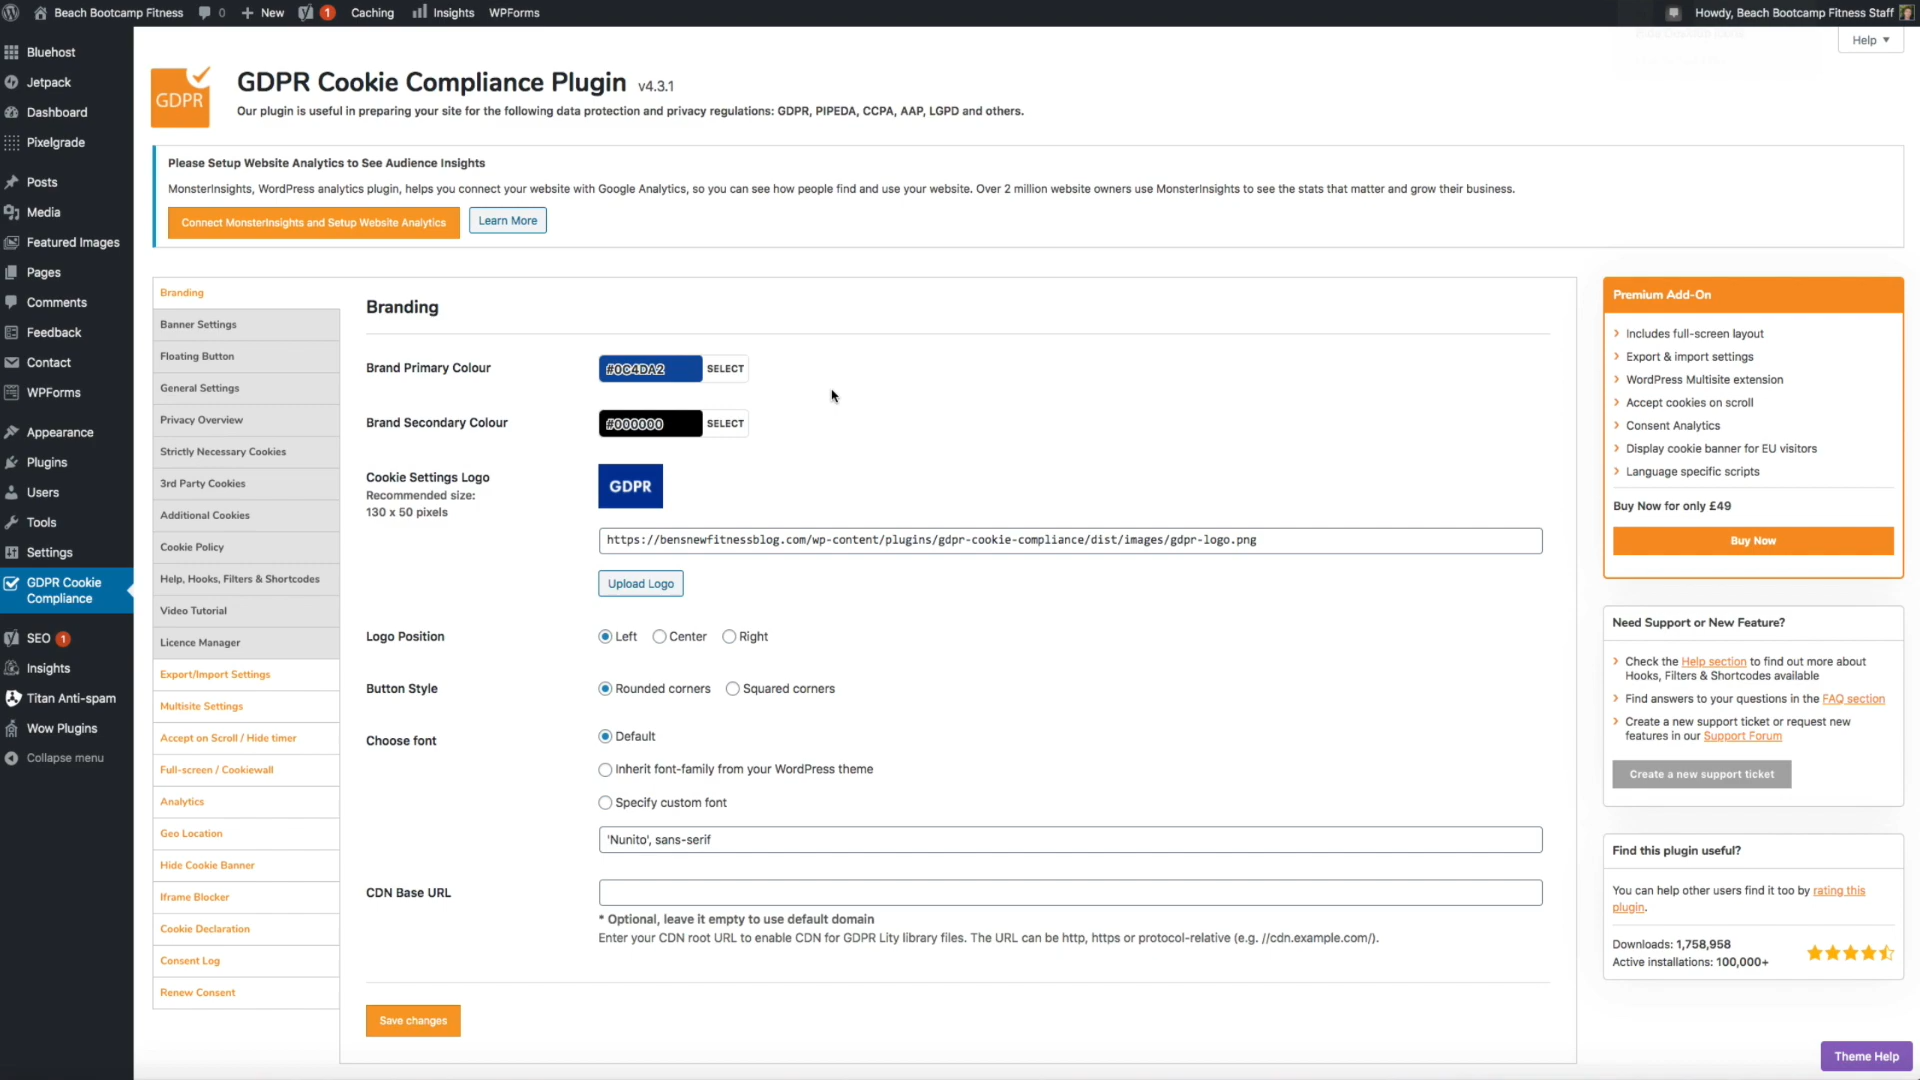 Beach Bootcamp Fitness
0
New
1
Caching
Insights
WPForms
Howdy, Beach Bootcamp Fitness Staff
Help ▼
Bluehost
Jetpack
Dashboard
Pixelgrade
Posts
Media
Featured Images
Pages
Comments
Feedback
Contact
WPForms
Appearance
Plugins
Users
Tools
Settings
GDPR Cookie
Compliance
SEO 1
Insights
Titan Anti-spam
Wow Plugins
Collapse menu
GDPR
GDPR Cookie Compliance Plugin v4.3.1
Our plugin is useful in preparing your site for the following data protection and privacy regulations: GDPR, PIPEDA, CCPA, AAP, LGPD and others.
Please Setup Website Analytics to See Audience Insights
MonsterInsights, WordPress analytics plugin, helps you connect your website with Google Analytics, so you can see how people find and use your website. Over 2 million website owners use MonsterInsights to see the stats that matter and grow their business.
Connect MonsterInsights and Setup Website Analytics
Learn More
Branding
Banner Settings
Floating Button
General Settings
Privacy Overview
Strictly Necessary Cookies
3rd Party Cookies
Additional Cookies
Cookie Policy
Help, Hooks, Filters & Shortcodes
Video Tutorial
Licence Manager
Export/Import Settings
Multisite Settings
Accept on Scroll / Hide timer
Full-screen / Cookiewall
Analytics
Geo Location
Hide Cookie Banner
Iframe Blocker
Cookie Declaration
Consent Log
Renew Consent
Branding
Brand Primary Colour
#0C4DA2 SELECT
Brand Secondary Colour
#000000 SELECT
Cookie Settings Logo
Recommended size:
130 x 50 pixels
GDPR
https://bensnewfitnessblog.com/wp-content/plugins/gdpr-cookie-compliance/dist/images/gdpr-logo.png
Upload Logo
Logo Position
Left Center Right
Button Style
Rounded corners Squared corners
Choose font
Default
Inherit font-family from your WordPress theme
Specify custom font
'Nunito', sans-serif
CDN Base URL
* Optional, leave it empty to use default domain
Enter your CDN root URL to enable CDN for GDPR Lity library files. The URL can be http, https or protocol-relative (e.g. //cdn.example.com/).
Save changes
Premium Add-On
Includes full-screen layout
Export & import settings
WordPress Multisite extension
Accept cookies on scroll
Consent Analytics
Display cookie banner for EU visitors
Language specific scripts
Buy Now for only £49
Buy Now
Need Support or New Feature?
Check the Help section to find out more about
Hooks, Filters & Shortcodes available
Find answers to your questions in the FAQ section
Create a new support ticket or request new
features in our Support Forum
Create a new support ticket
Find this plugin useful?
You can help other users find it too by rating this
plugin.
Downloads: 1,758,958
Active installations: 100,000+
Theme Help